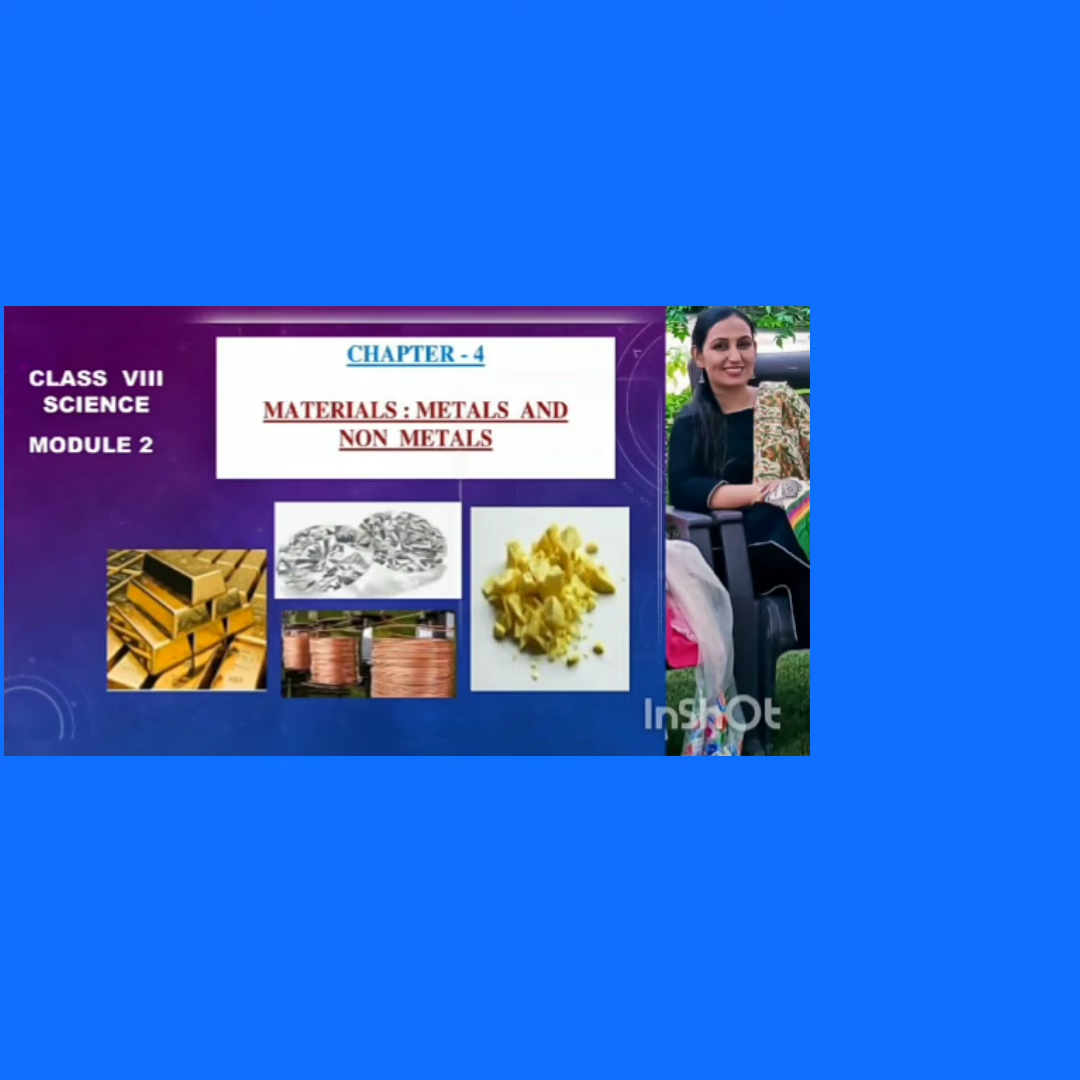 CLASS VIII
SCIENCE
MODULE 2
CHAPTER - 4
MATERIALS : METALS AND
NON METALS
InShOt